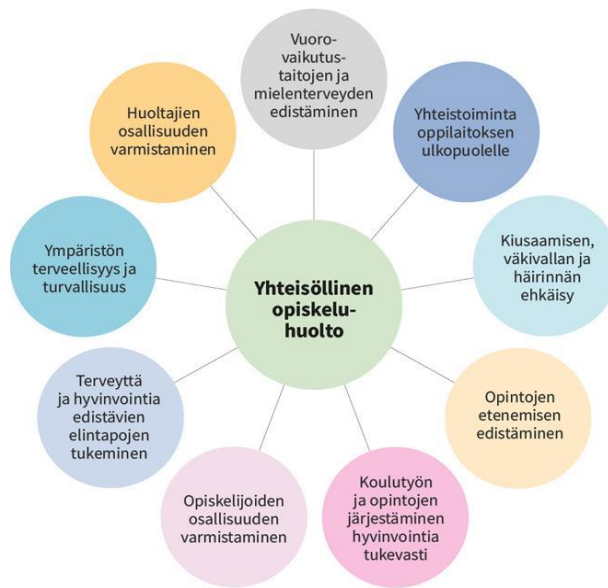 Vuoro-
vaikutus-
taitojen ja
mielenterveyden
edistäminen
Yhteistoiminta
oppilaitoksen
ulkopuolelle
Kiusaamisen,
väkivallan ja
häirinnän
ehkäisy
Opintojen
etenemisen
edistäminen
Koulutyön
ja opintojen
järjestäminen
hyvinvointia
tukevasti
Opiskelijoiden
osallisuuden
varmistaminen
Terveyttä
ja hyvinvointia
edistävien
elintapojen
tukeminen
Ympäristön
terveellisyys ja
turvallisuus
Huoltajien
osallisuuden
varmistaminen
Yhteisöllinen
opiskelu-
huolto